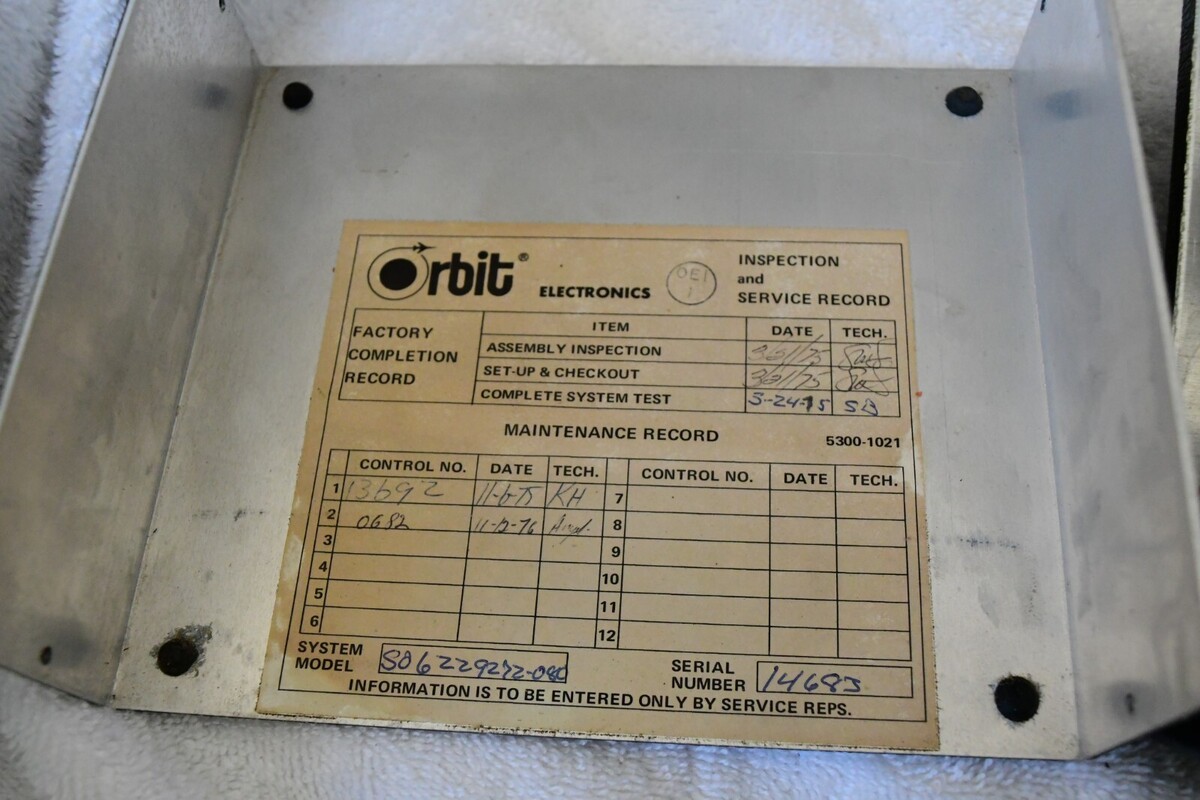 Orbit® ELECTRONICS
OEI
1
INSPECTION
and
SERVICE RECORD
FACTORY
COMPLETION
RECORD
ITEM DATE TECH.
ASSEMBLY INSPECTION
SET-UP & CHECKOUT
COMPLETE SYSTEM TEST 3-24-75 SB
MAINTENANCE RECORD 5300-1021
CONTROL NO. DATE TECH. CONTROL NO. DATE TECH.
1 13692 11-6-75 KH 7
2 0682 11-12-76 8
3 9
4 10
5 11
6 12
SYSTEM
MODEL
SERIAL
NUMBER 14683
INFORMATION IS TO BE ENTERED ONLY BY SERVICE REPS.